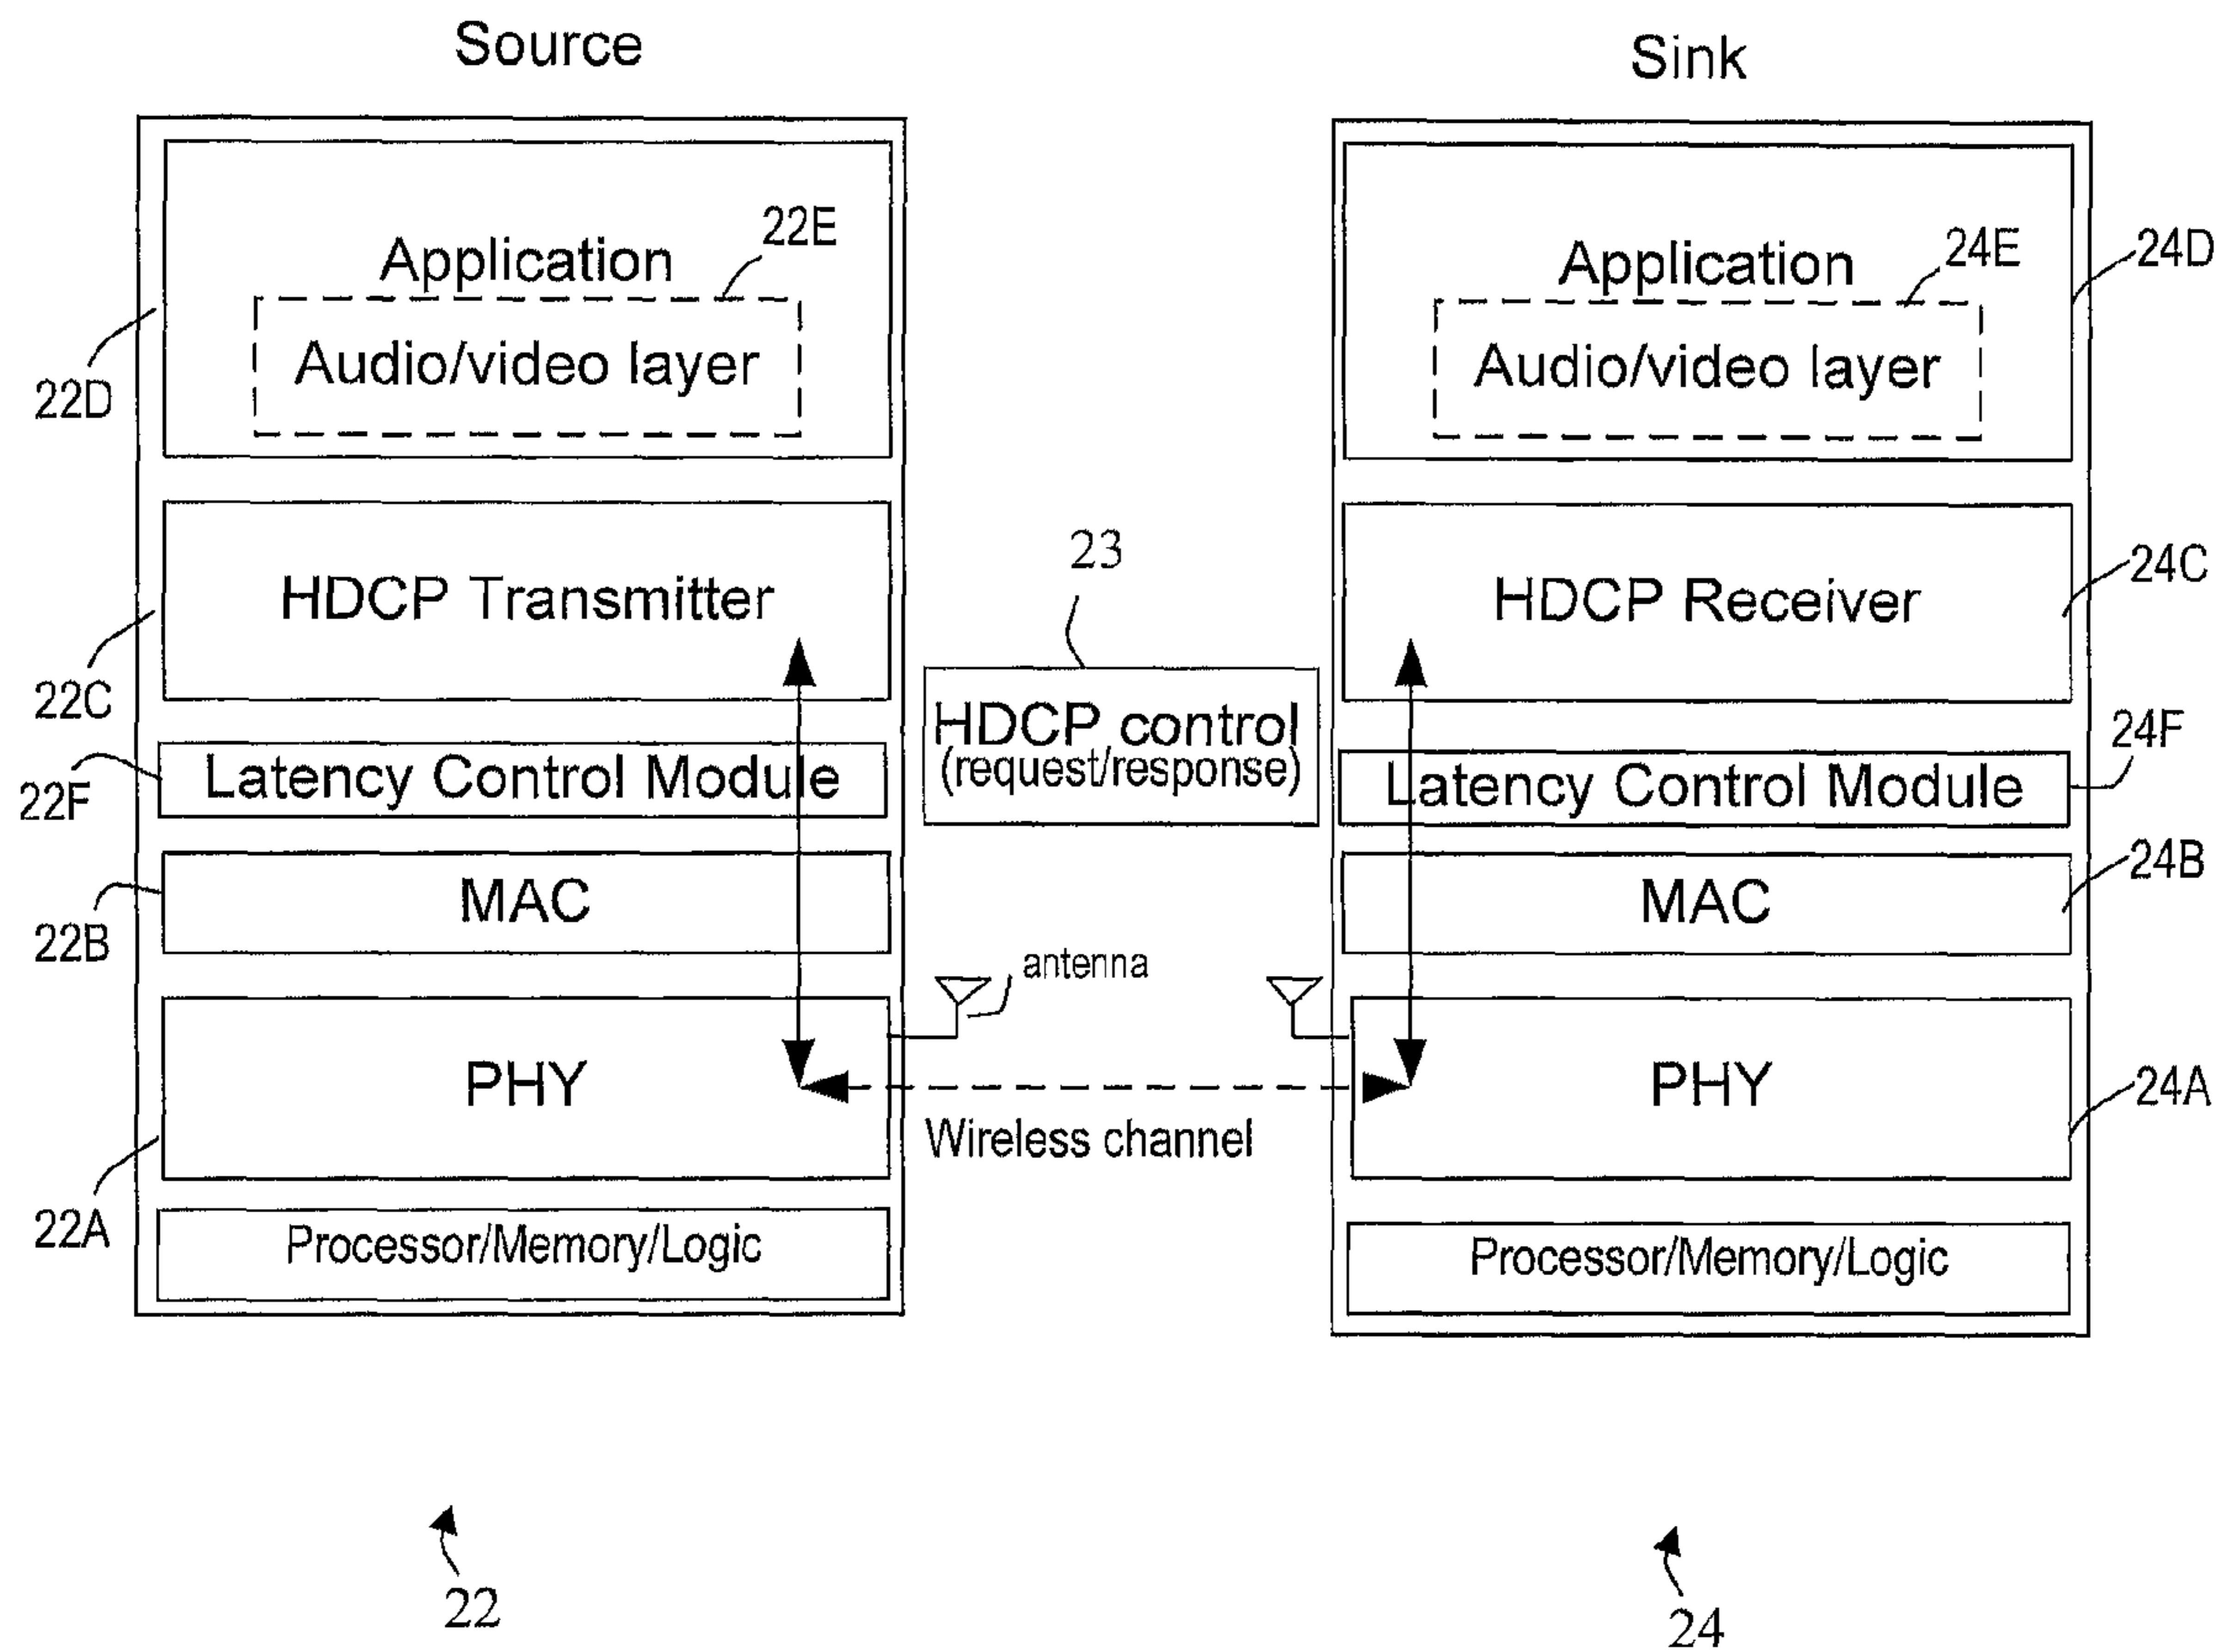 Source
Sink
22E
Application
Audio/video layer
22D
24E
24D
Application
Audio/video layer
HDCP Transmitter
22C
23
HDCP control
(request/response)
HDCP Receiver
24C
Latency Control Module
22F
Latency Control Module
24F
MAC
22B
MAC
24B
antenna
PHY
22A
Wireless channel
PHY
24A
Processor/Memory/Logic
Processor/Memory/Logic
22
24